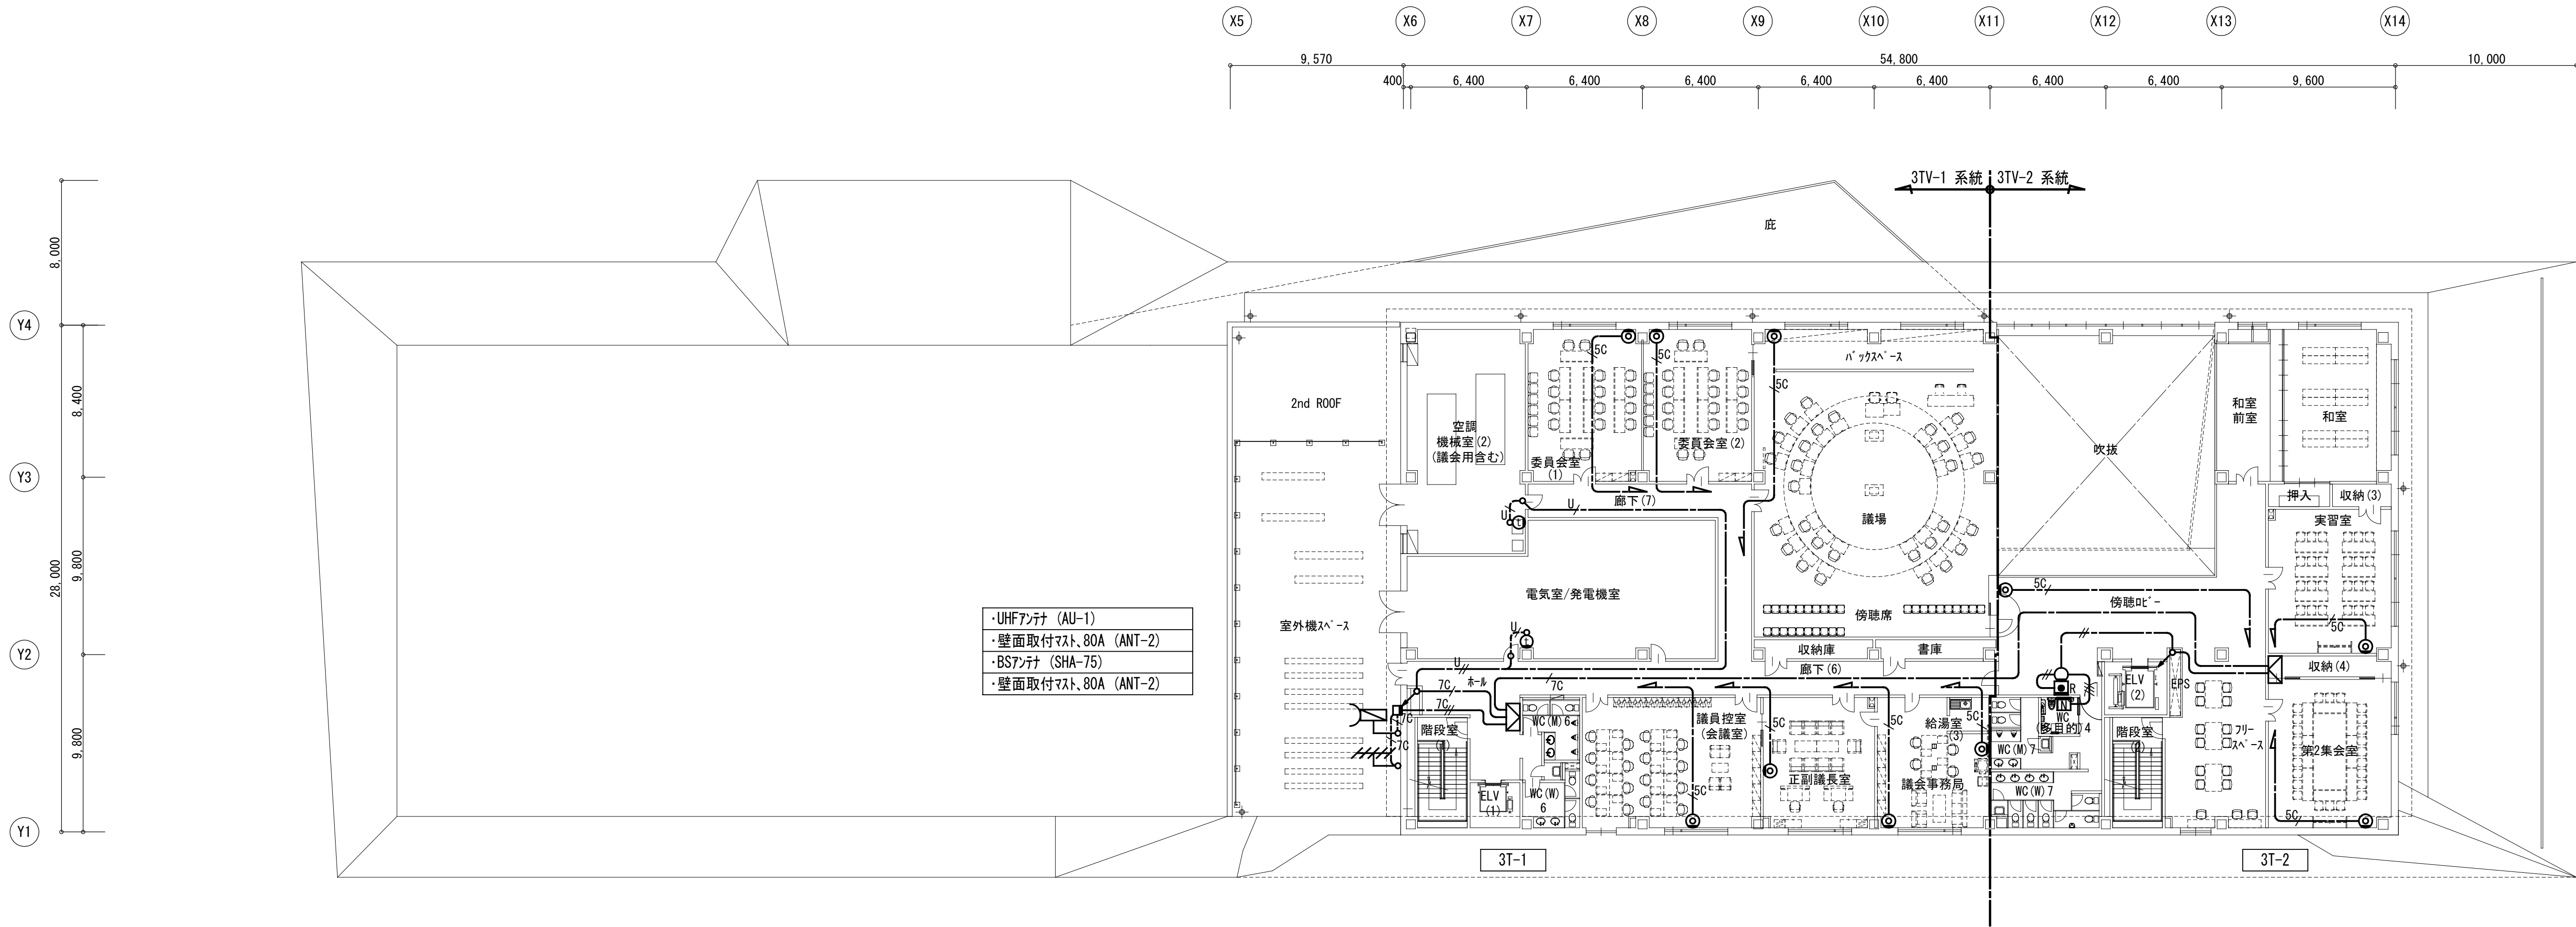 X5
X6
X7
X8
X9
X10
X11
X12
X13
X14
9,570
54,800
10,000
400
6,400
6,400
6,400
6,400
6,400
6,400
6,400
9,600
3TV-1 系統
3TV-2 系統
庇
8,000
Y4
8,400
Y3
28,000
9,800
Y2
9,800
Y1
2nd ROOF
空調
機械室(2)
(議会用含む)
委員会室
(1)
5C
委員会室(2)
5C
バックスペース
5C
議場
吹抜
和室
前室
和室
押入
収納(3)
実習室
廊下(7)
U
U
電気室/発電機室
室外機スペース
傍聴席
収納庫
書庫
傍聴ロビー
5C
5C
収納(4)
・UHFアンテナ (AU-1)
・壁面取付マスト、80A (ANT-2)
・BSアンテナ (SHA-75)
・壁面取付マスト、80A (ANT-2)
U
U
t
t
廊下(6)
7C
ホール
7C
7C
7C
7C
階段室
ELV
(1)
WC(M)6
WC(W)
6
議員控室
(会議室)
5C
正副議長室
5C
5C
給湯室
(3)
5C
議会事務局
WC(M)7
WC(W)7
R
N
WC
(多目的)4
ELV
(2)
EPS
階段室
(2)
フリー
スペース
第2集会室
5C
3T-1
3T-2